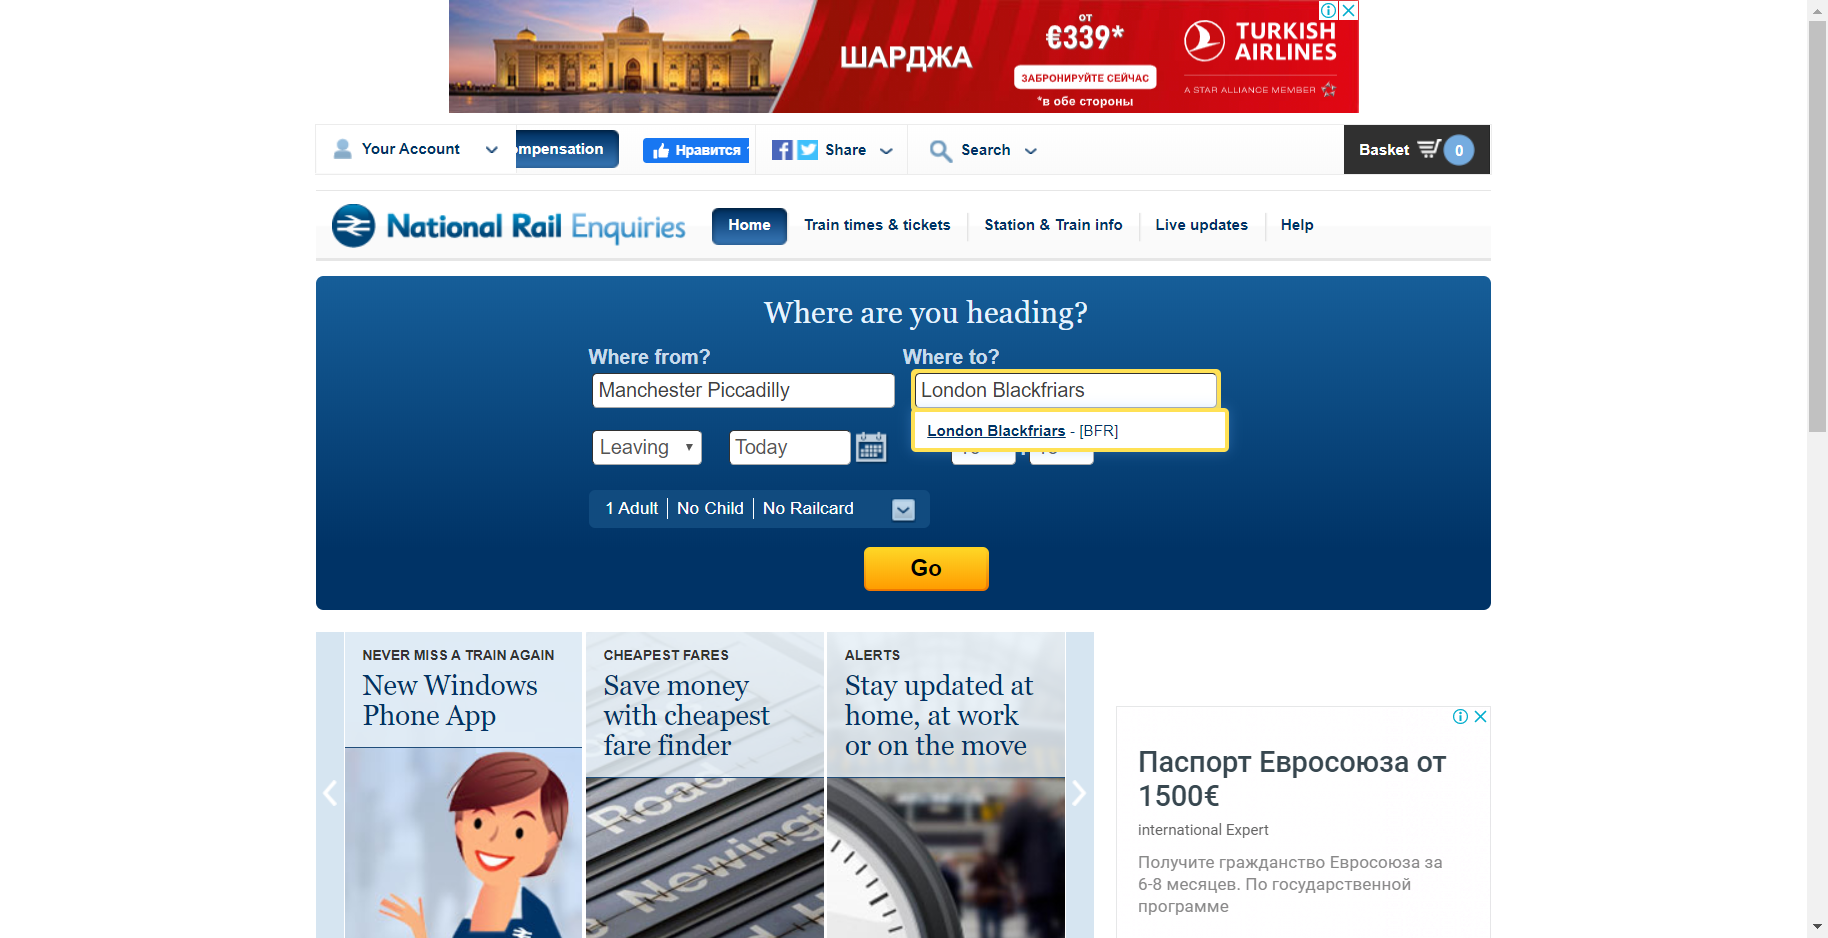 ШАРДЖА
от
€339*
ЗАБРОНИРУЙТЕ СЕЙЧАС
*в обе стороны
TURKISH
AIRLINES
A STAR ALLIANCE MEMBER
Your Account
mpensation
Нравится
Share
Search
Basket
0
National Rail Enquiries
Home
Train times & tickets
Station & Train info
Live updates
Help
Where are you heading?
Where from?
Where to?
Manchester Piccadilly
London Blackfriars
London Blackfriars - [BFR]
Leaving
Today
1 Adult
No Child
No Railcard
Go
NEVER MISS A TRAIN AGAIN
New Windows
Phone App
CHEAPEST FARES
Save money
with cheapest
fare finder
Road
Newingt
ALERTS
Stay updated at
home, at work
or on the move
Паспорт Евросоюза от
1500€
international Expert
Получите гражданство Евросоюза за
6-8 месяцев. По государственной
программе